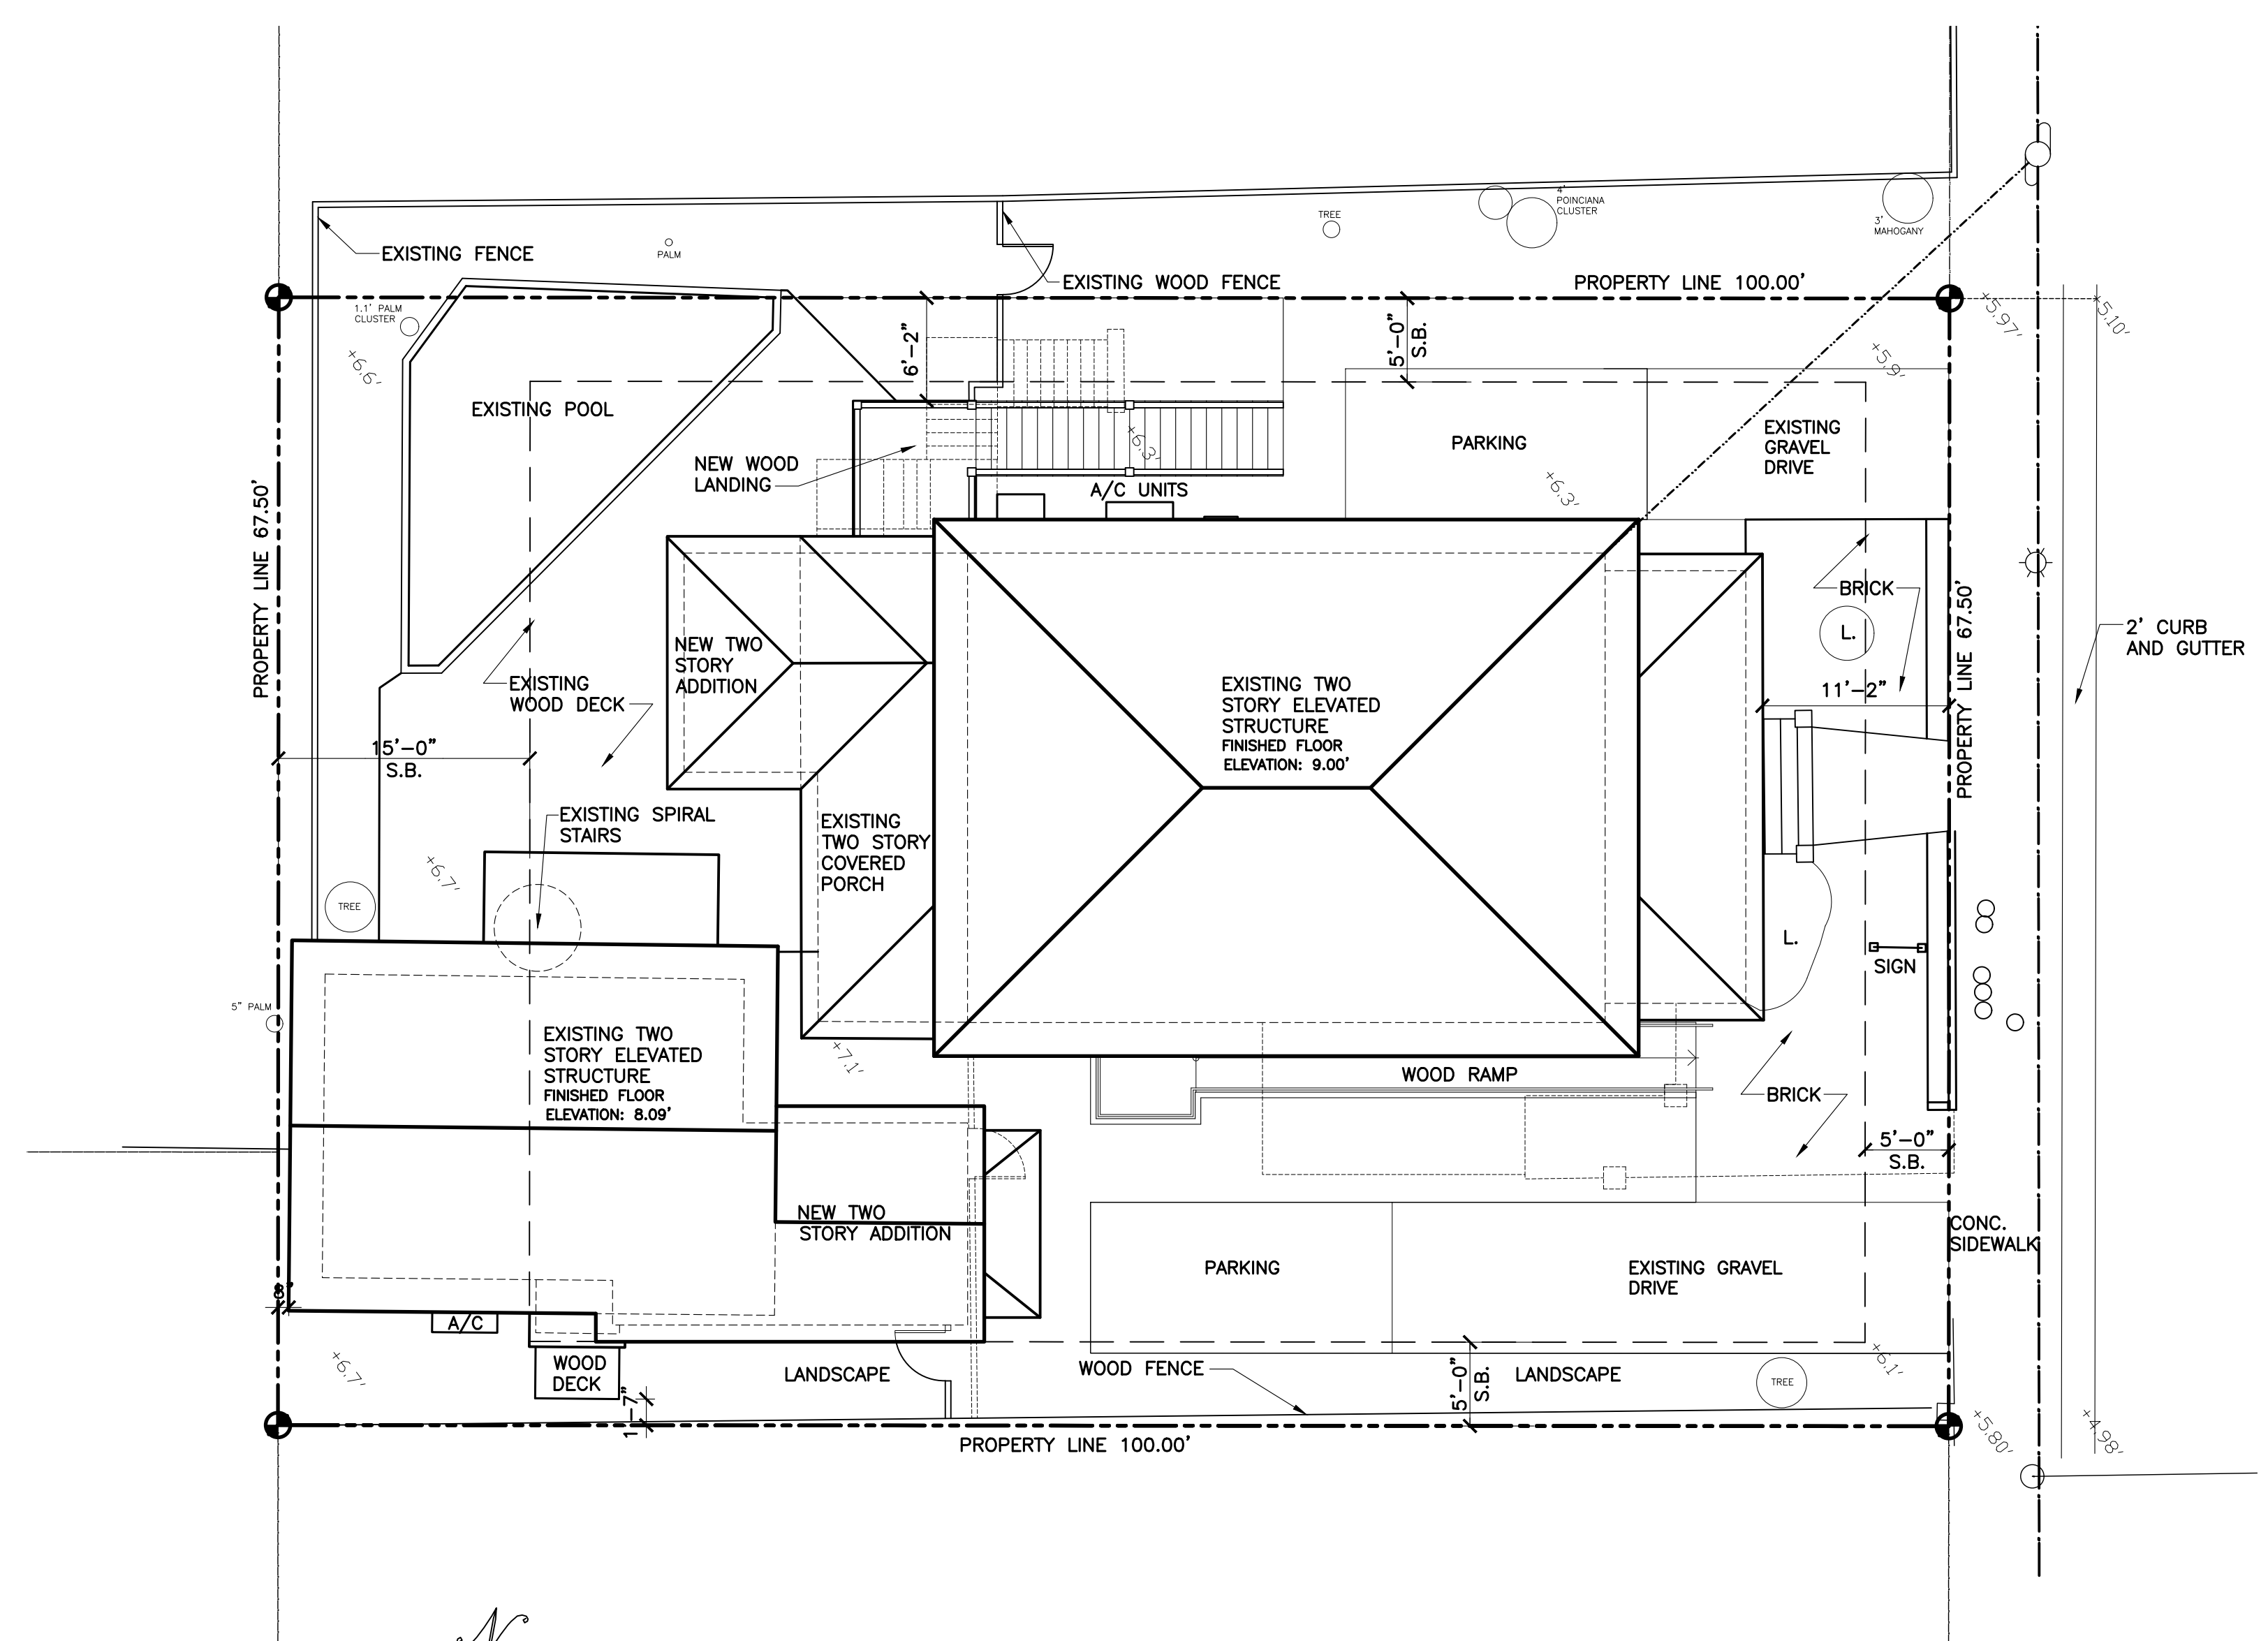 4'
POINCIANA
CLUSTER
TREE
3'
MAHOGANY
EXISTING FENCE
PALM
EXISTING WOOD FENCE
PROPERTY LINE 100.00'
1.1' PALM
CLUSTER
+6.6'
6'-2"
5'-0"
S.B.
+5.97'
+5.10'
+5.9'
EXISTING POOL
PARKING
EXISTING
GRAVEL
DRIVE
+6.3'
NEW WOOD
LANDING
A/C UNITS
+6.3'
PROPERTY LINE 67.50'
BRICK
L.
2' CURB
AND GUTTER
NEW TWO
STORY
ADDITION
EXISTING
WOOD DECK
EXISTING TWO
STORY ELEVATED
STRUCTURE
FINISHED FLOOR
ELEVATION: 9.00'
11'-2"
PROPERTY LINE 67.50'
15'-0"
S.B.
EXISTING SPIRAL
STAIRS
EXISTING
TWO STORY
COVERED
PORCH
+6.7'
TREE
L.
SIGN
5" PALM
EXISTING TWO
STORY ELEVATED
STRUCTURE
FINISHED FLOOR
ELEVATION: 8.09'
+7.1'
WOOD RAMP
BRICK
5'-0"
S.B.
NEW TWO
STORY ADDITION
CONC.
SIDEWALK
PARKING
EXISTING GRAVEL
DRIVE
8"
A/C
WOOD
DECK
+6.7'
LANDSCAPE
WOOD FENCE
5'-0"
S.B.
LANDSCAPE
TREE
+6.1'
1'-7"
PROPERTY LINE 100.00'
+5.80'
+4.98'
N